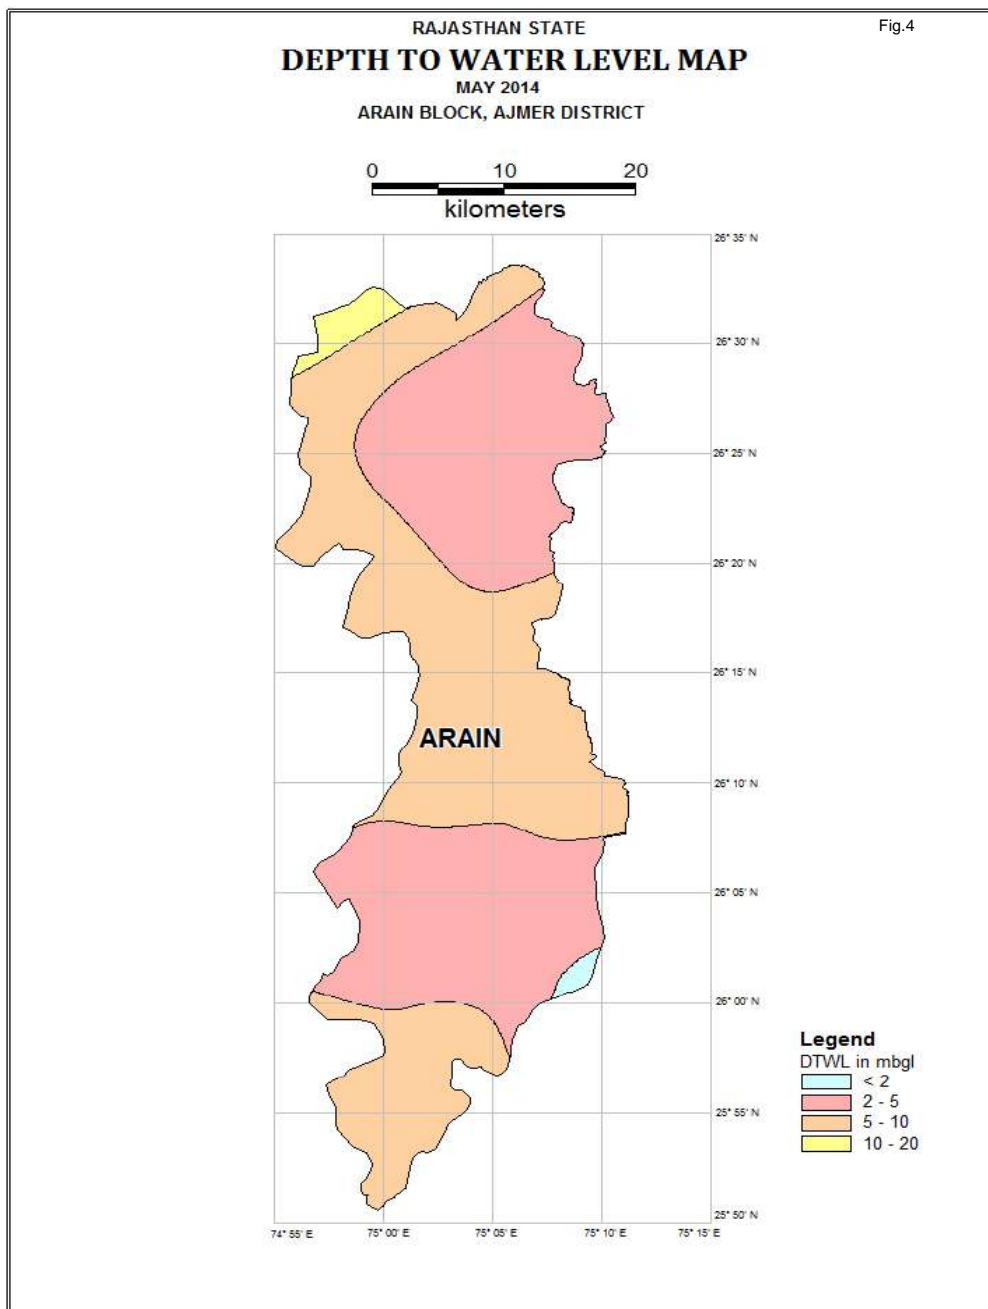 RAJASTHAN STATE
Fig.4
DEPTH TO WATER LEVEL MAP
MAY 2014
ARAIN BLOCK, AJMER DISTRICT
0 10 20
kilometers
26° 35' N
26° 30' N
26° 25' N
26° 20' N
26° 15' N
ARAIN
26° 10' N
26° 05' N
26° 00' N
Legend
DTWL in mbgl
< 2
2 - 5
5 - 10
10 - 20
25° 55' N
25° 50' N
74° 55' E 75° 00' E 75° 05' E 75° 10' E 75° 15' E